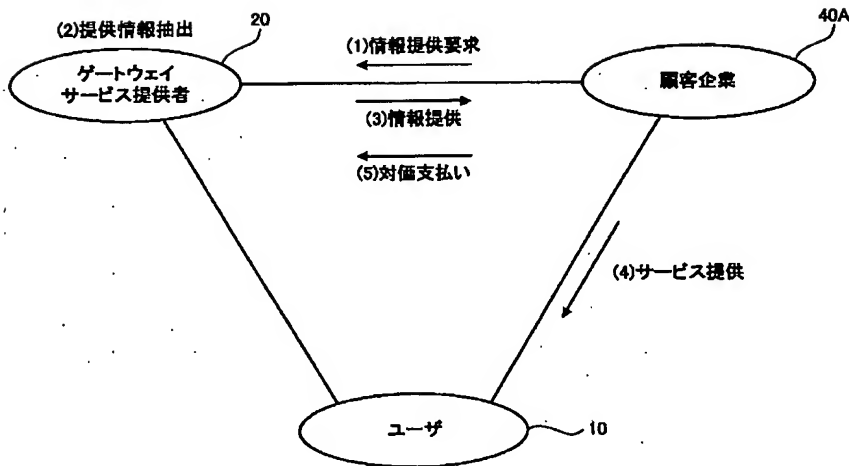 (2)提供情報抽出
20
ゲートウェイ
サービス提供者
(1)情報提供要求
40A
顧客企業
(3)情報提供
(5)対価支払い
(4)サービス提供
ユーザ
10